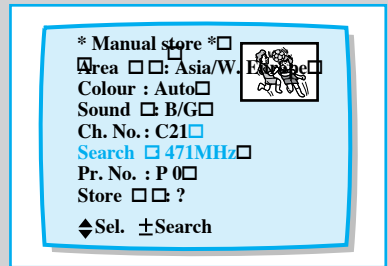 * Manual store *
Area : Asia/W. Europe
Colour : Auto
Sound : B/G
Ch. No. : C21
Search : 471MHz
Pr. No. : P 0
Store : ?
▲▼Sel. ±Search